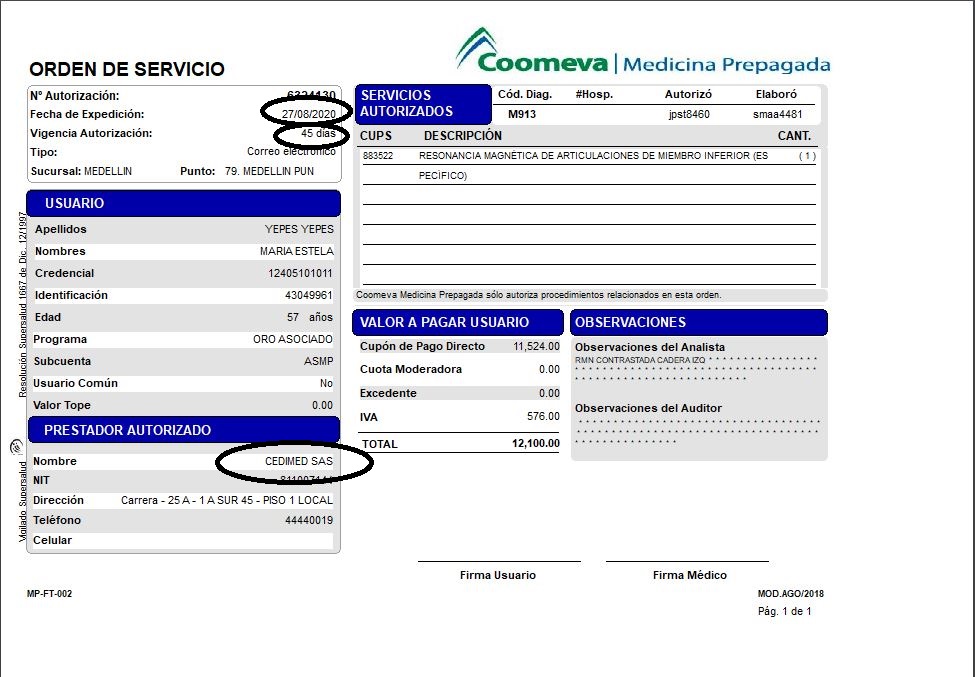 Coomeva | Medicina Prepagada
ORDEN DE SERVICIO
N° Autorización: 6324130
Fecha de Expedición: 27/08/2020
Vigencia Autorización: 45 días
Tipo: Correo electrónico
Sucursal: MEDELLIN Punto: 79. MEDELLIN PUN
USUARIO
Apellidos YEPES YEPES
Nombres MARIA ESTELA
Credencial 12405101011
Identificación 43049961
Edad 57 años
Programa ORO ASOCIADO
Subcuenta ASMP
Usuario Común No
Valor Tope 0.00
PRESTADOR AUTORIZADO
Nombre CEDIMED SAS
NIT
Dirección Carrera - 25 A - 1 A SUR 45 - PISO 1 LOCAL
Teléfono 44440019
Celular
Vigilado Supersalud Resolución Supersalud 1667 de Dic. 12/1997
SERVICIOS AUTORIZADOS
Cód. Diag. #Hosp. Autorizó Elaboró
M913 jpst8460 smaa4481
CUPS DESCRIPCIÓN CANT.
883522 RESONANCIA MAGNÉTICA DE ARTICULACIONES DE MIEMBRO INFERIOR (ES ( 1 )
PECÍFICO)
Coomeva Medicina Prepagada sólo autoriza procedimientos relacionados en esta orden.
VALOR A PAGAR USUARIO
Cupón de Pago Directo 11,524.00
Cuota Moderadora 0.00
Excedente 0.00
IVA 576.00
TOTAL 12,100.00
OBSERVACIONES
Observaciones del Analista
RMN CONTRASTADA CADERA IZQ * * * * * * * * * * * * * * * *
* * * * * * * * * * * * * * * * * * * * * * * * * * * * * * * * * *
* * * * * * * * * * * * * * * * * * * * * * * *
Observaciones del Auditor
* * * * * * * * * * * * * * * * * * * * * * * * * * * * * * * * * *
* * * * * * * * * * * * * * * * * * * * * * * * * * * * * * * * * *
* * * * * * * * * * * * * *
Firma Usuario Firma Médico
MP-FT-002 MOD.AGO/2018
Pág. 1 de 1